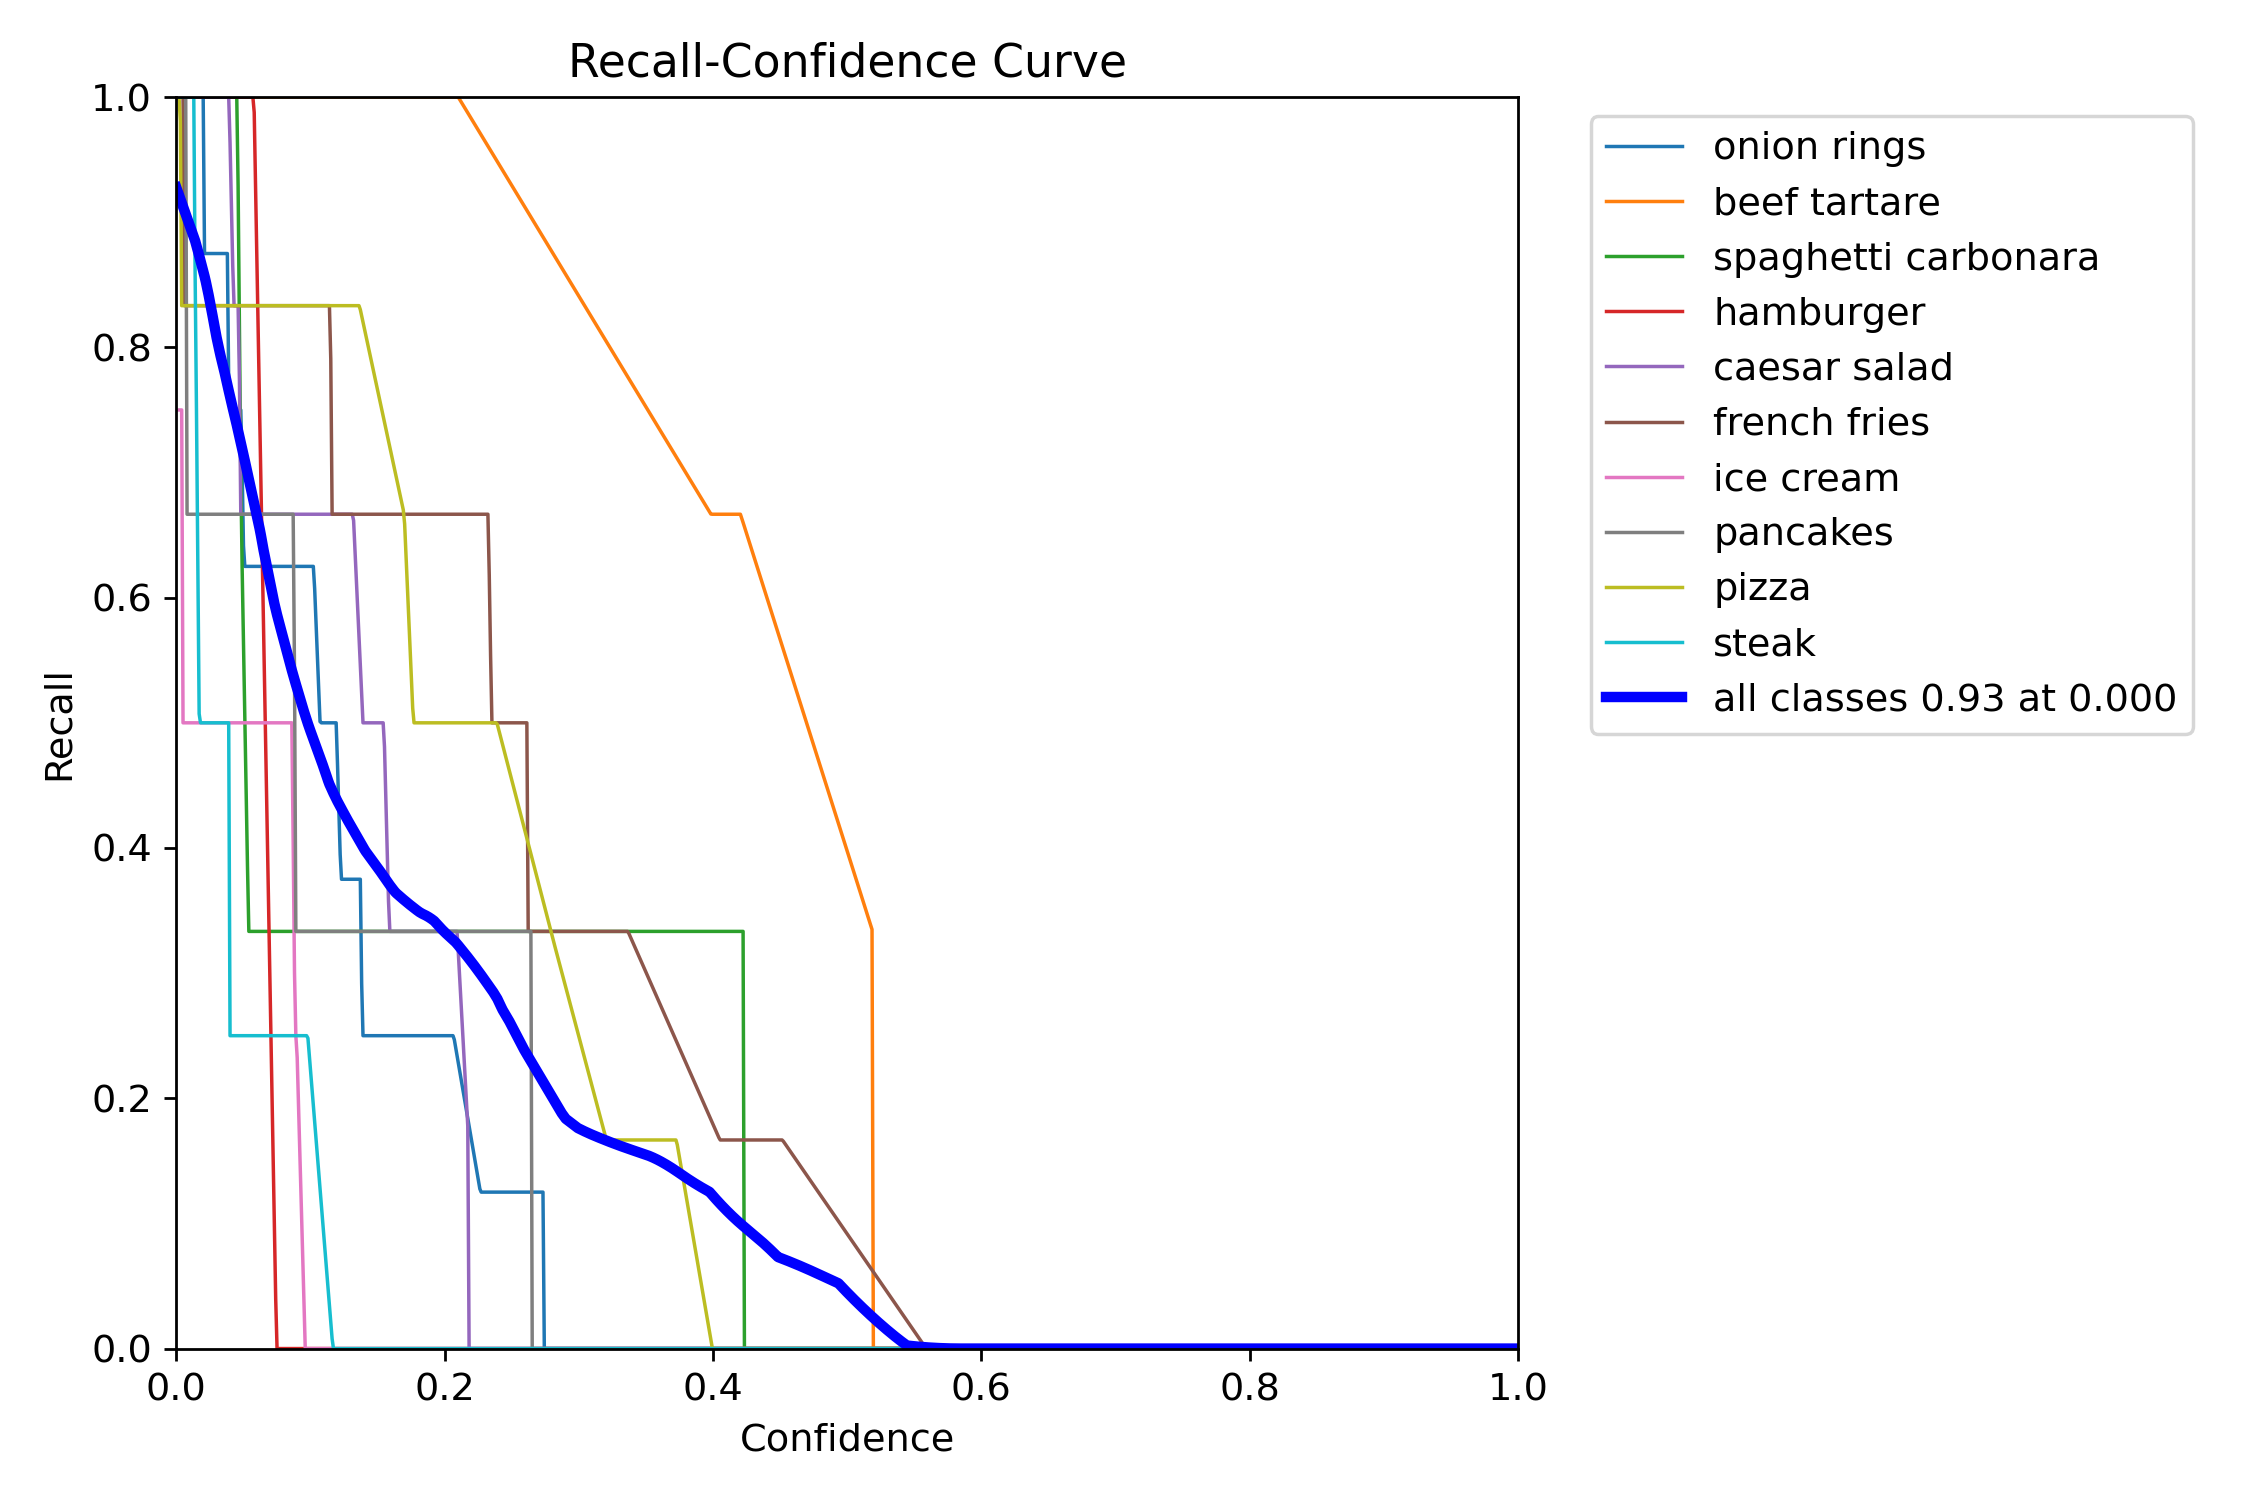 Recall-Confidence Curve
1.0
0.8
0.6
0.4
0.2
0.0
Recall
0.0 0.2 0.4 0.6 0.8 1.0
Confidence
onion rings
beef tartare
spaghetti carbonara
hamburger
caesar salad
french fries
ice cream
pancakes
pizza
steak
all classes 0.93 at 0.000